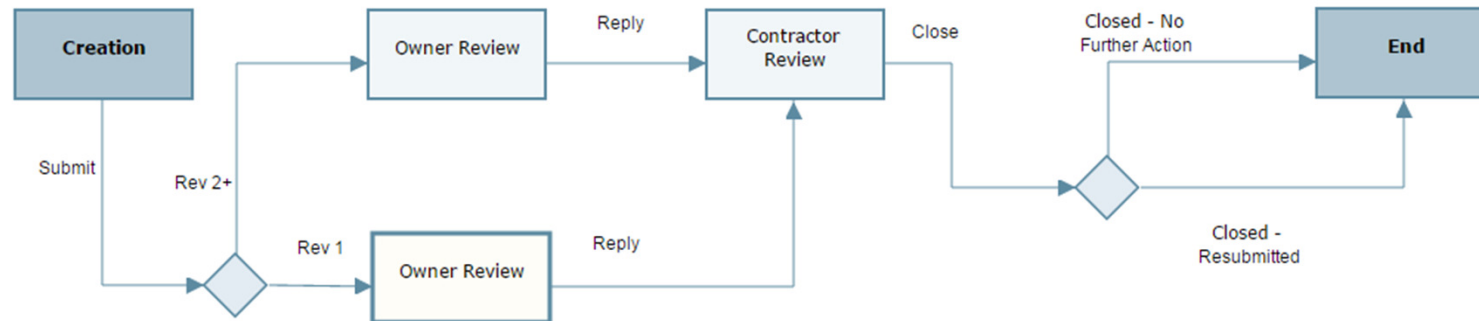 Creation
Submit
Rev 2+
Rev 1
Owner Review
Reply
Owner Review
Reply
Contractor
Review
Close
Closed - No
Further Action
Closed -
Resubmitted
End